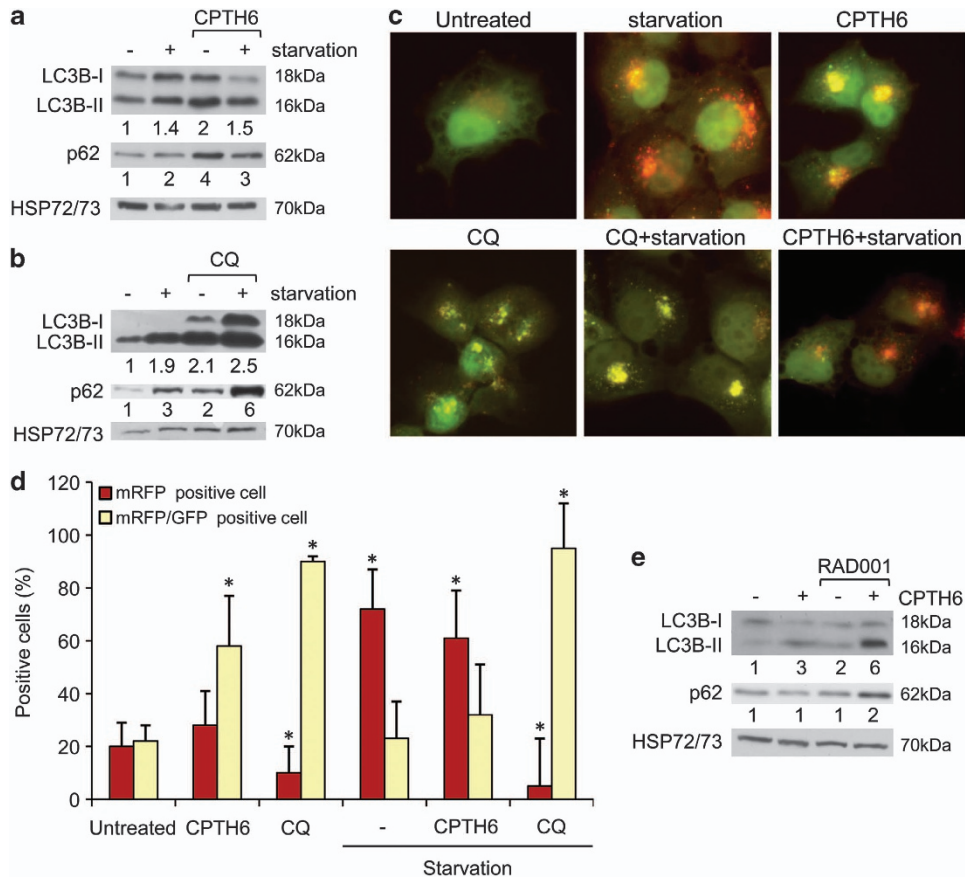 a
CPTH6
- + - + starvation
LC3B-I 18kDa
LC3B-II 16kDa
1 1.4 2 1.5
p62 62kDa
1 2 4 3
HSP72/73 70kDa
b
CQ
- + - + starvation
LC3B-I 18kDa
LC3B-II 16kDa
1 1.9 2.1 2.5
p62 62kDa
1 3 2 6
HSP72/73 70kDa
c
Untreated starvation CPTH6
CQ CQ+starvation CPTH6+starvation
d
mRFP positive cell
mRFP/GFP positive cell
Positive cells (%)
120
100
80
60
40
20
0
* * * * * * *
Untreated CPTH6 CQ - CPTH6 CQ
Starvation
e
RAD001
- + - + CPTH6
LC3B-I 18kDa
LC3B-II 16kDa
1 3 2 6
p62 62kDa
1 1 1 2
HSP72/73 70kDa